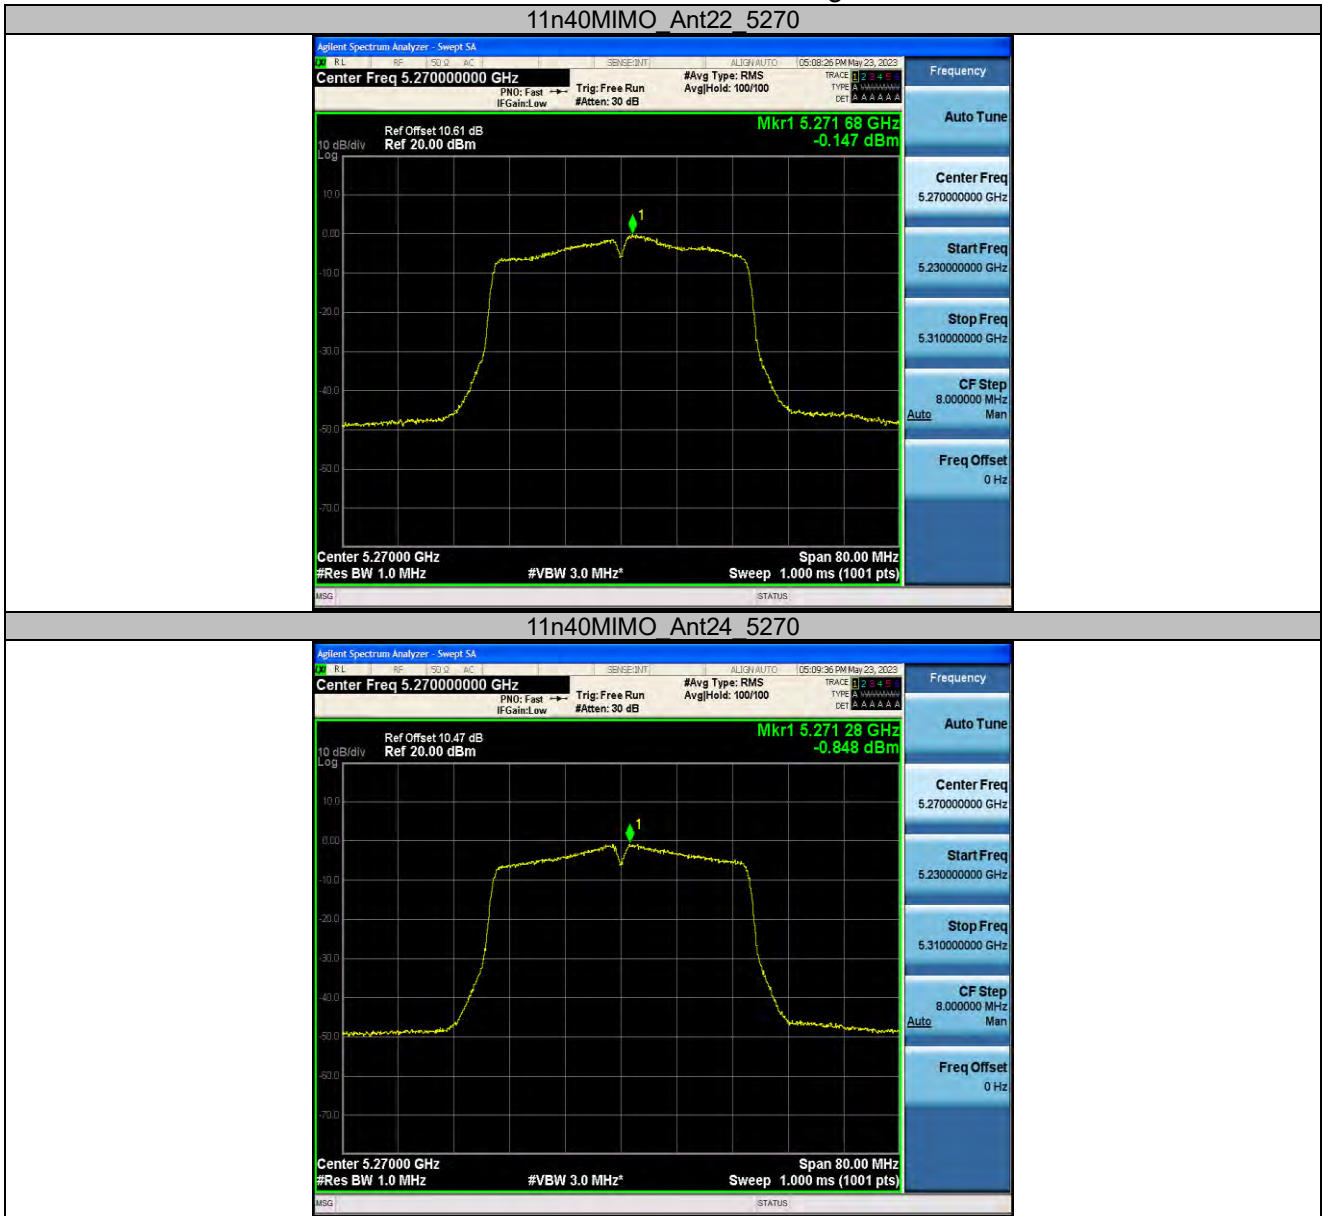 11n40MIMO_Ant22_5270
Agilent Spectrum Analyzer - Swept SA
RL RF 50 Ω AC SENSE:INT ALIGN AUTO 05:08:26 PM May 23, 2023
Center Freq 5.270000000 GHz
PNO: Fast
IFGain:Low
Trig: Free Run
#Atten: 30 dB
#Avg Type: RMS
Avg|Hold: 100/100
TRACE 1 2 3 4 5 6
TYPE A
DET A A A A A A
Frequency
Mkr1 5.271 68 GHz
-0.147 dBm
Ref Offset 10.61 dB
10 dB/div Ref 20.00 dBm
Log
10.0
0.00
-10.0
-20.0
-30.0
-40.0
-50.0
-60.0
-70.0
1
Auto Tune
Center Freq
5.270000000 GHz
Start Freq
5.230000000 GHz
Stop Freq
5.310000000 GHz
CF Step
8.000000 MHz
Auto Man
Freq Offset
0 Hz
Center 5.27000 GHz Span 80.00 MHz
#Res BW 1.0 MHz #VBW 3.0 MHz* Sweep 1.000 ms (1001 pts)
MSG STATUS
11n40MIMO_Ant24_5270
Agilent Spectrum Analyzer - Swept SA
RL RF 50 Ω AC SENSE:INT ALIGN AUTO 05:09:36 PM May 23, 2023
Center Freq 5.270000000 GHz
PNO: Fast
IFGain:Low
Trig: Free Run
#Atten: 30 dB
#Avg Type: RMS
Avg|Hold: 100/100
TRACE 1 2 3 4 5 6
TYPE A
DET A A A A A A
Frequency
Mkr1 5.271 28 GHz
-0.848 dBm
Ref Offset 10.47 dB
10 dB/div Ref 20.00 dBm
Log
10.0
0.00
-10.0
-20.0
-30.0
-40.0
-50.0
-60.0
-70.0
1
Auto Tune
Center Freq
5.270000000 GHz
Start Freq
5.230000000 GHz
Stop Freq
5.310000000 GHz
CF Step
8.000000 MHz
Auto Man
Freq Offset
0 Hz
Center 5.27000 GHz Span 80.00 MHz
#Res BW 1.0 MHz #VBW 3.0 MHz* Sweep 1.000 ms (1001 pts)
MSG STATUS